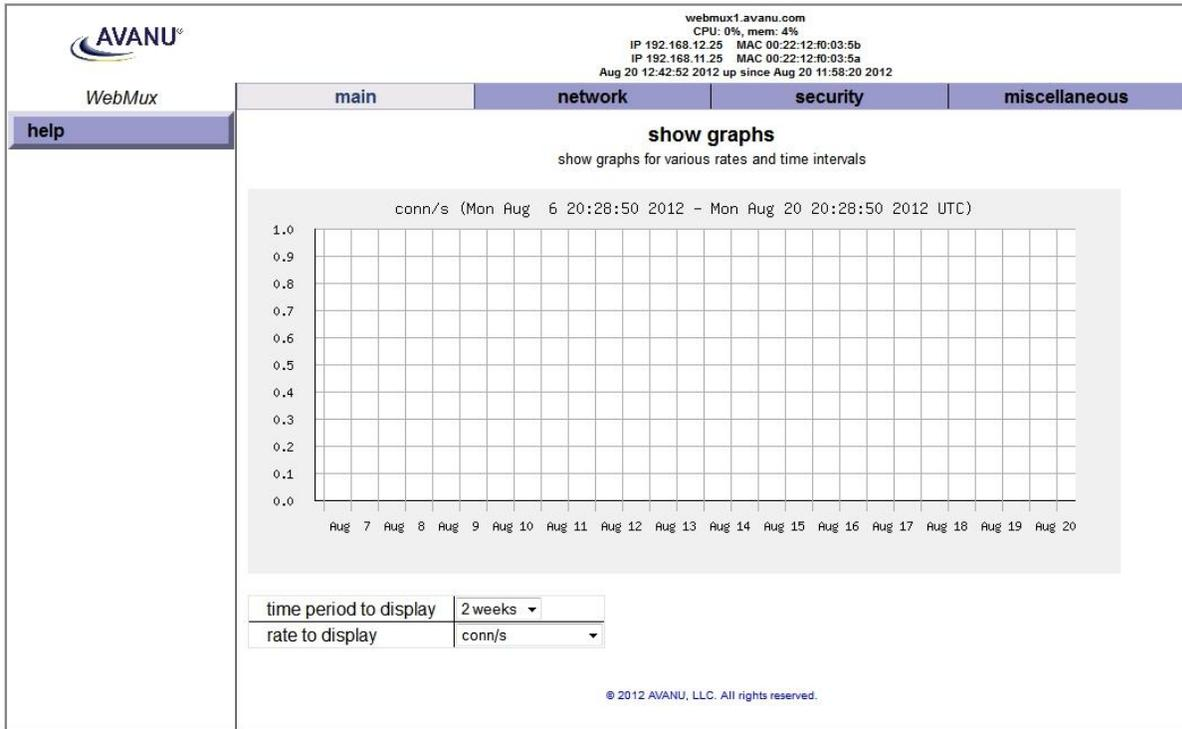 AVANU®
webmux1.avanu.com
CPU: 0%, mem: 4%
IP 192.168.12.25 MAC 00:22:12:f0:03:5b
IP 192.168.11.25 MAC 00:22:12:f0:03:5a
Aug 20 12:42:52 2012 up since Aug 20 11:58:20 2012
WebMux
main network security miscellaneous
help
show graphs
show graphs for various rates and time intervals
conn/s (Mon Aug 6 20:28:50 2012 - Mon Aug 20 20:28:50 2012 UTC)
1.0
0.9
0.8
0.7
0.6
0.5
0.4
0.3
0.2
0.1
0.0
Aug 7 Aug 8 Aug 9 Aug 10 Aug 11 Aug 12 Aug 13 Aug 14 Aug 15 Aug 16 Aug 17 Aug 18 Aug 19 Aug 20
time period to display 2 weeks
rate to display conn/s
© 2012 AVANU, LLC. All rights reserved.